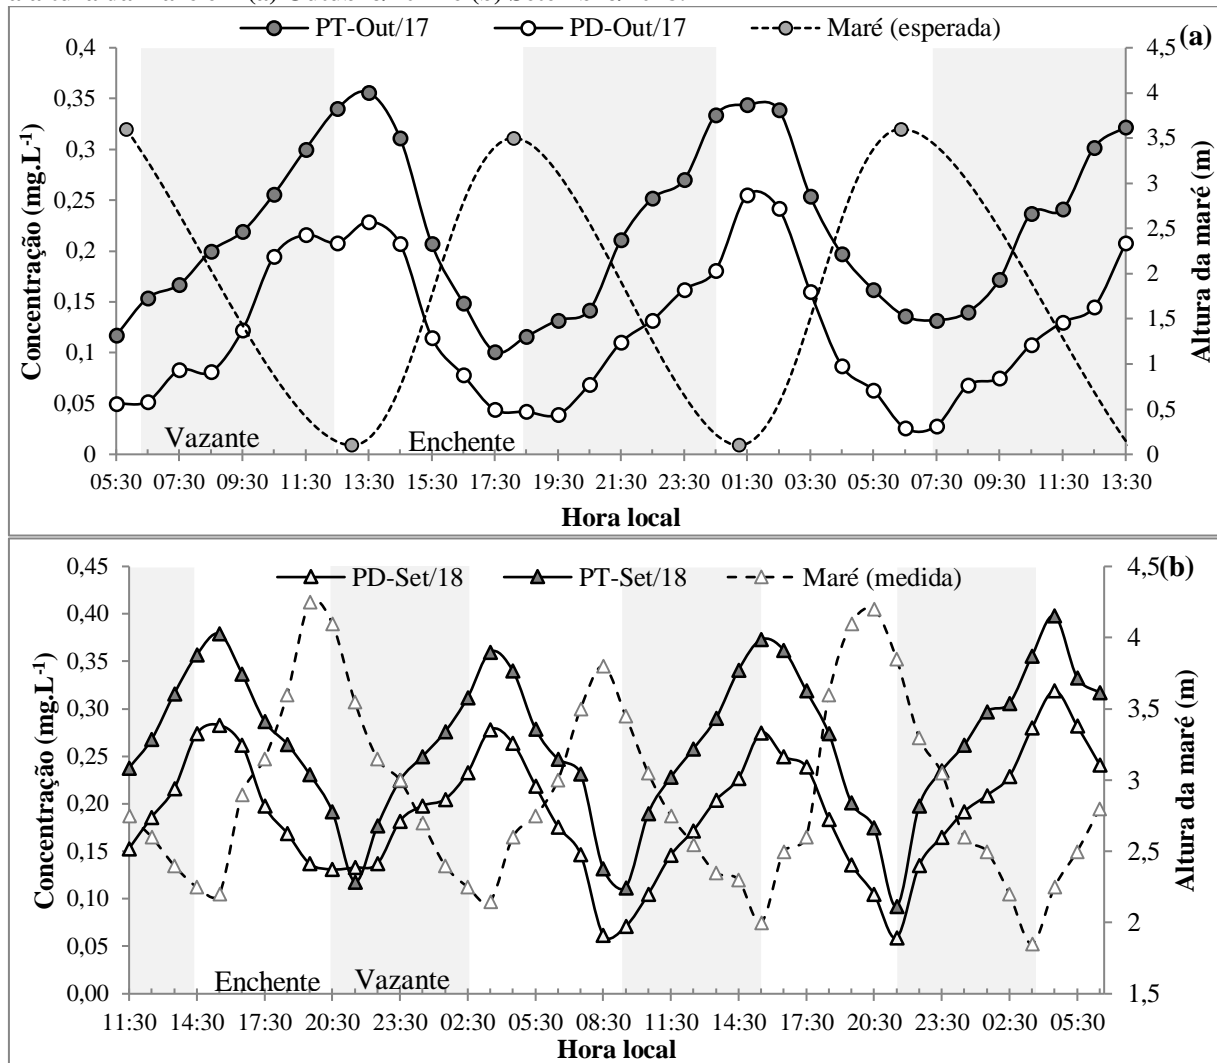 PT-Out/17 PD-Out/17 Maré (esperada) (a)
0,4 0,35 0,3 0,25 0,2 0,15 0,1 0,05 0
Concentração (mg.L-1)
4,5 4 3,5 3 2,5 2 1,5 1 0,5 0
Altura da maré (m)
Vazante Enchente
05:30 07:30 09:30 11:30 13:30 15:30 17:30 19:30 21:30 23:30 01:30 03:30 05:30 07:30 09:30 11:30 13:30
Hora local
PD-Set/18 PT-Set/18 Maré (medida) (b)
0,45 0,40 0,35 0,30 0,25 0,20 0,15 0,10 0,05 0,00
Concentração (mg.L-1)
4,5 4 3,5 3 2,5 2 1,5
Altura da maré (m)
Enchente Vazante
11:30 14:30 17:30 20:30 23:30 02:30 05:30 08:30 11:30 14:30 17:30 20:30 23:30 02:30 05:30
Hora local